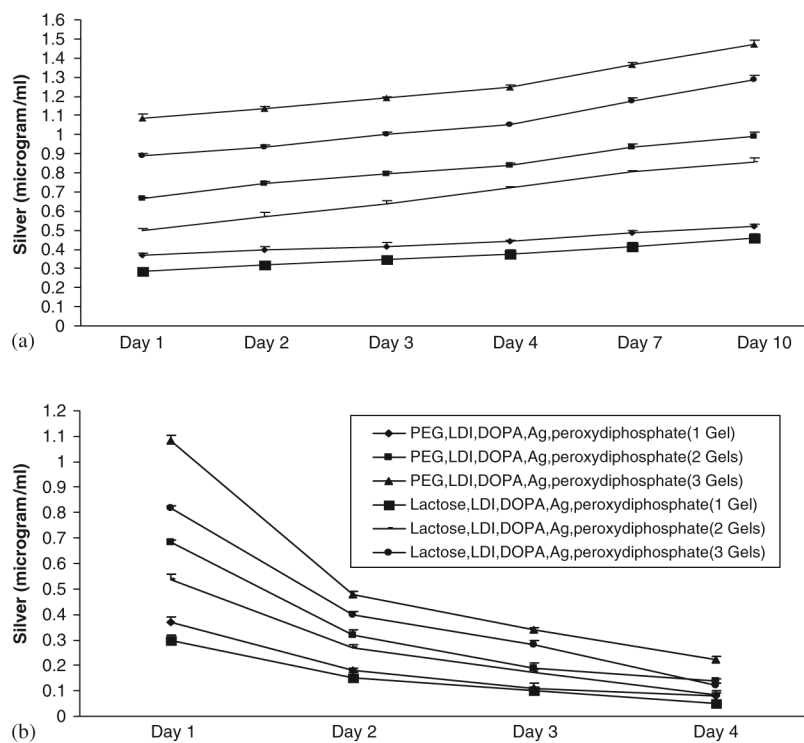 Silver (microgram/ml)
1.6
1.5
1.4
1.3
1.2
1.1
1
0.9
0.8
0.7
0.6
0.5
0.4
0.3
0.2
0.1
0
Day 1 Day 2 Day 3 Day 4 Day 7 Day 10
(a)
Silver (microgram/ml)
1.2
1.1
1
0.9
0.8
0.7
0.6
0.5
0.4
0.3
0.2
0.1
0
PEG,LDI,DOPA,Ag,peroxydiphosphate(1 Gel)
PEG,LDI,DOPA,Ag,peroxydiphosphate(2 Gels)
PEG,LDI,DOPA,Ag,peroxydiphosphate(3 Gels)
Lactose,LDI,DOPA,Ag,peroxydiphosphate(1 Gel)
Lactose,LDI,DOPA,Ag,peroxydiphosphate(2 Gels)
Lactose,LDI,DOPA,Ag,peroxydiphosphate(3 Gels)
Day 1 Day 2 Day 3 Day 4
(b)